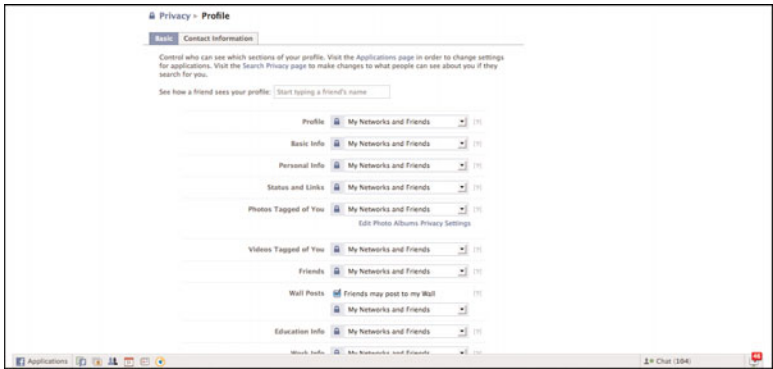 Privacy ▸ Profile
Basic Contact Information
Control who can see which sections of your profile. Visit the Applications page in order to change settings
for applications. Visit the Search Privacy page to make changes to what people can see about you if they
search for you.
See how a friend sees your profile: Start typing a friend's name
Profile My Networks and Friends [?]
Basic Info My Networks and Friends [?]
Personal Info My Networks and Friends [?]
Status and Links My Networks and Friends [?]
Photos Tagged of You My Networks and Friends [?]
Edit Photo Albums Privacy Settings
Videos Tagged of You My Networks and Friends [?]
Friends My Networks and Friends [?]
Wall Posts Friends may post to my Wall [?]
My Networks and Friends
Education Info My Networks and Friends [?]
Work Info My Networks and Friends [?]
Applications Chat (104)